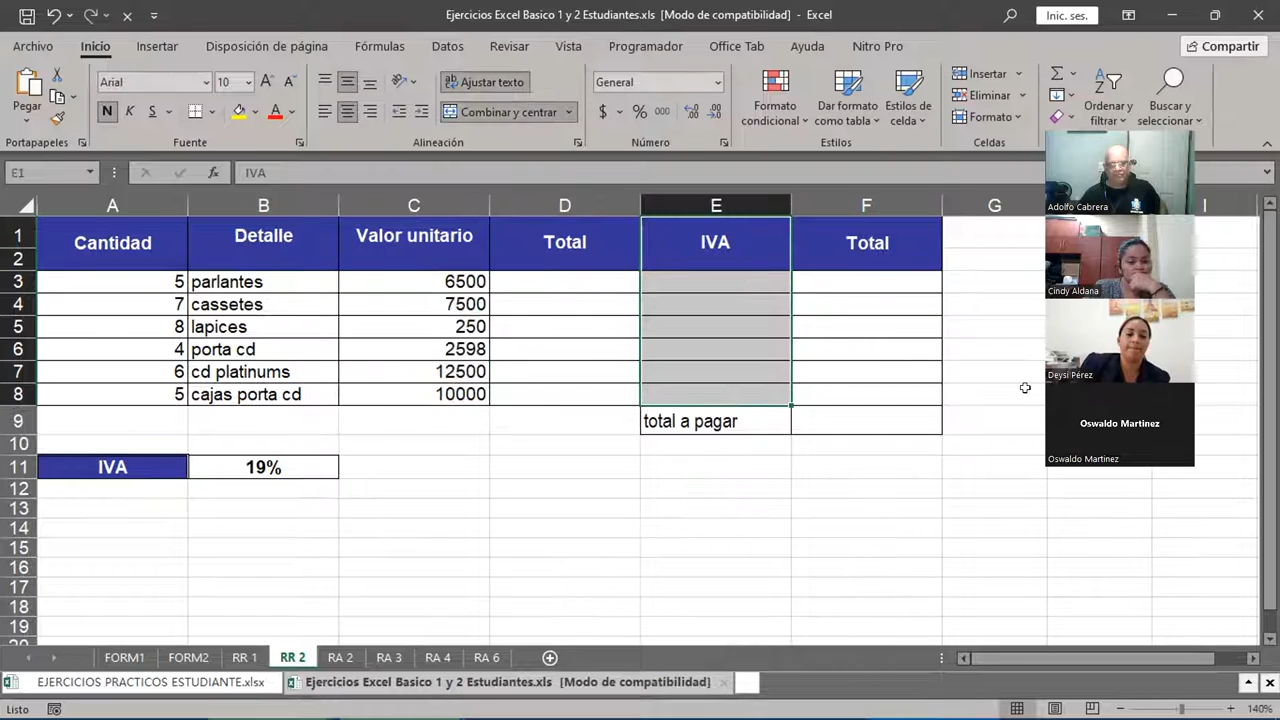 Ejercicios Excel Basico 1 y 2 Estudiantes.xls [Modo de compatibilidad] - Excel
Inic. ses.
Archivo Inicio Insertar Disposición de página Fórmulas Datos Revisar Vista Programador Office Tab Ayuda Nitro Pro
Compartir
Pegar
Arial 10
N K S
Ajustar texto
Combinar y centrar
General
$ % 000
Formato condicional
Dar formato como tabla
Estilos de celda
Insertar
Eliminar
Formato
Ordenar y filtrar
Buscar y seleccionar
Portapapeles Fuente Alineación Número Estilos Celdas
E1 fx IVA
A B C D E F G I
1 Cantidad Detalle Valor unitario Total IVA Total
2
3 5 parlantes 6500
4 7 cassetes 7500
5 8 lapices 250
6 4 porta cd 2598
7 6 cd platinums 12500
8 5 cajas porta cd 10000
9 total a pagar
10
11 IVA 19%
12
13
14
15
16
17
18
19
Adolfo Cabrera
Cindy Aldana
Deysi Pérez
Oswaldo Martinez
Oswaldo Martinez
FORM1 FORM2 RR 1 RR 2 RA 2 RA 3 RA 4 RA 6
EJERCICIOS PRACTICOS ESTUDIANTE.xlsx
Ejercicios Excel Basico 1 y 2 Estudiantes.xls [Modo de compatibilidad]
Listo
140%